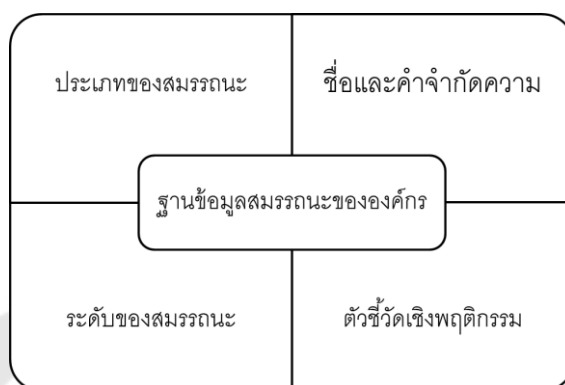 ประเภทของสมรรถนะ
ชื่อและคำจำกัดความ
ฐานข้อมูลสมรรถนะขององค์กร
ระดับของสมรรถนะ
ตัวชี้วัดเชิงพฤติกรรม